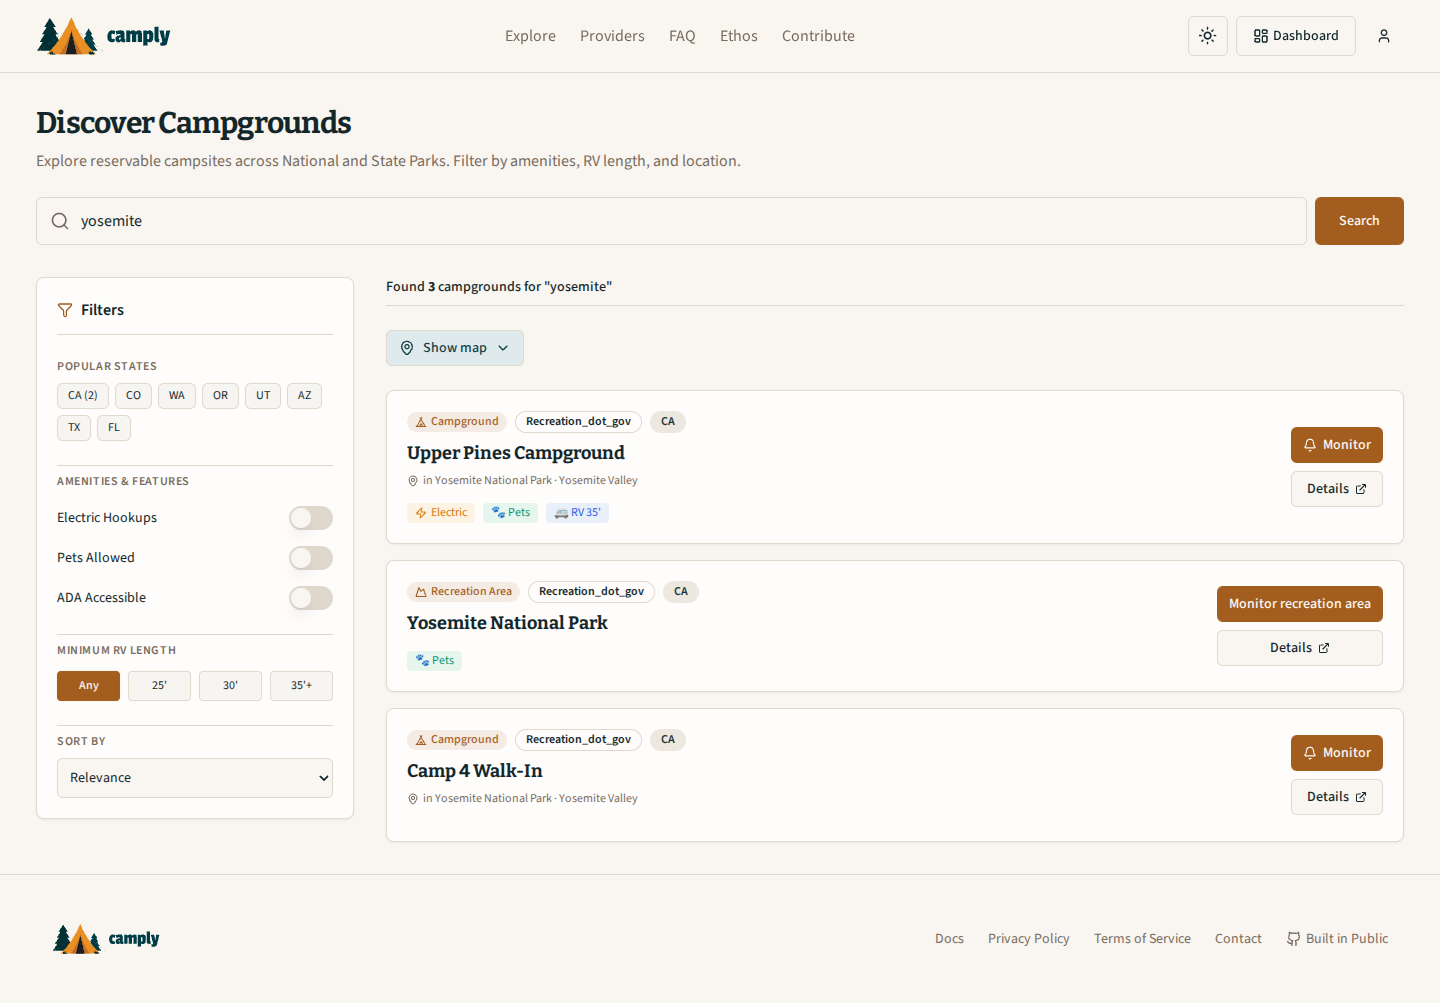 camply
Explore Providers FAQ Ethos Contribute
Dashboard
Discover Campgrounds
Explore reservable campsites across National and State Parks. Filter by amenities, RV length, and location.
yosemite
Search
Filters
POPULAR STATES
CA (2) CO WA OR UT AZ
TX FL
AMENITIES & FEATURES
Electric Hookups
Pets Allowed
ADA Accessible
MINIMUM RV LENGTH
Any 25' 30' 35'+
SORT BY
Relevance
Found 3 campgrounds for "yosemite"
Show map
Campground Recreation_dot_gov CA
Upper Pines Campground
in Yosemite National Park · Yosemite Valley
Electric Pets RV 35'
Monitor
Details
Recreation Area Recreation_dot_gov CA
Yosemite National Park
Pets
Monitor recreation area
Details
Campground Recreation_dot_gov CA
Camp 4 Walk-In
in Yosemite National Park · Yosemite Valley
Monitor
Details
camply
Docs Privacy Policy Terms of Service Contact Built in Public